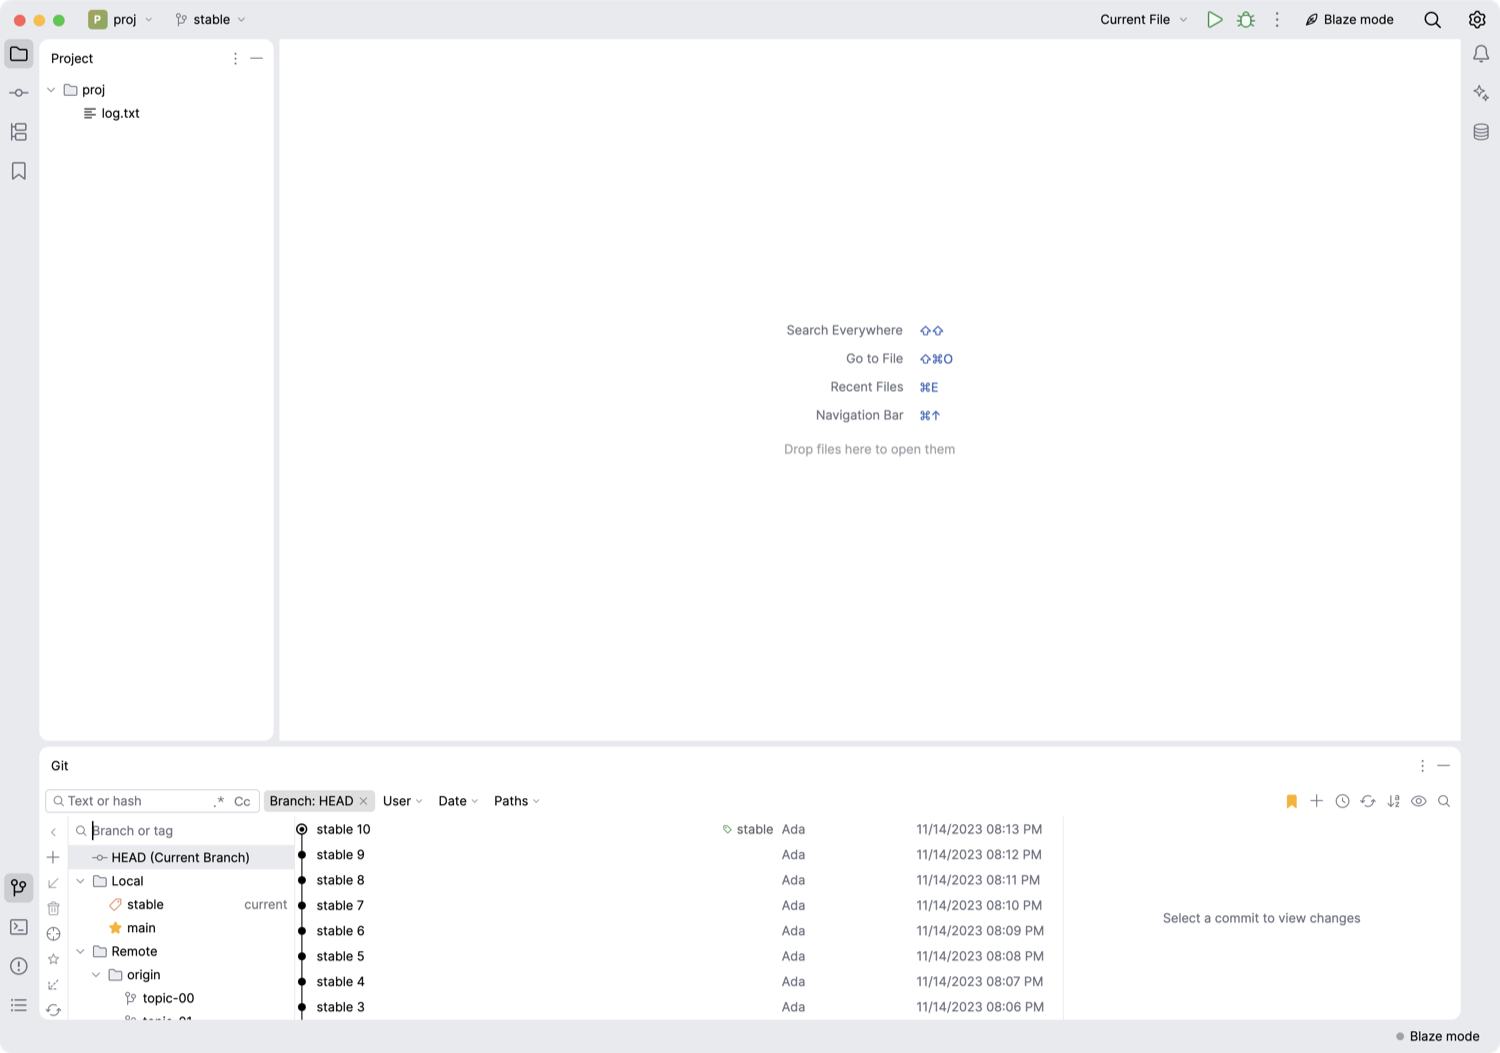 P proj
stable
Current File
Blaze mode
Project
proj
log.txt
Search Everywhere ⇧⇧
Go to File ⇧⌘O
Recent Files ⌘E
Navigation Bar ⌘↑
Drop files here to open them
Git
Text or hash .* Cc
Branch: HEAD
User
Date
Paths
Branch or tag
HEAD (Current Branch)
Local
stable current
main
Remote
origin
topic-00
stable 10 stable Ada 11/14/2023 08:13 PM
stable 9 Ada 11/14/2023 08:12 PM
stable 8 Ada 11/14/2023 08:11 PM
stable 7 Ada 11/14/2023 08:10 PM
stable 6 Ada 11/14/2023 08:09 PM
stable 5 Ada 11/14/2023 08:08 PM
stable 4 Ada 11/14/2023 08:07 PM
stable 3 Ada 11/14/2023 08:06 PM
Select a commit to view changes
Blaze mode